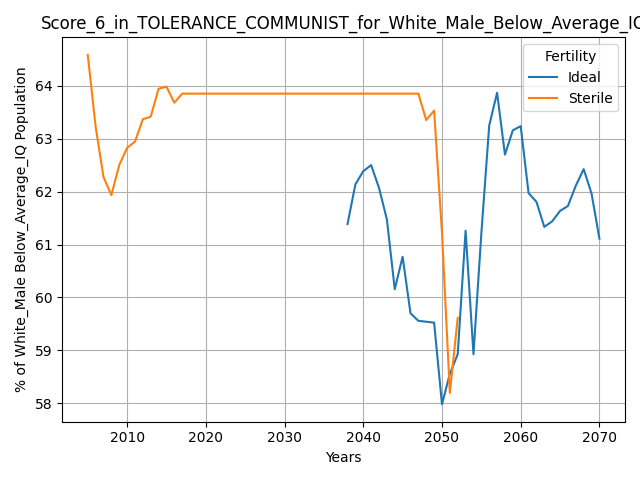 Score_6_in_TOLERANCE_COMMUNIST_for_White_Male_Below_Average_IQ
Fertility
Ideal
Sterile
% of White_Male Below_Average_IQ Population
64
63
62
61
60
59
58
2010 2020 2030 2040 2050 2060 2070
Years